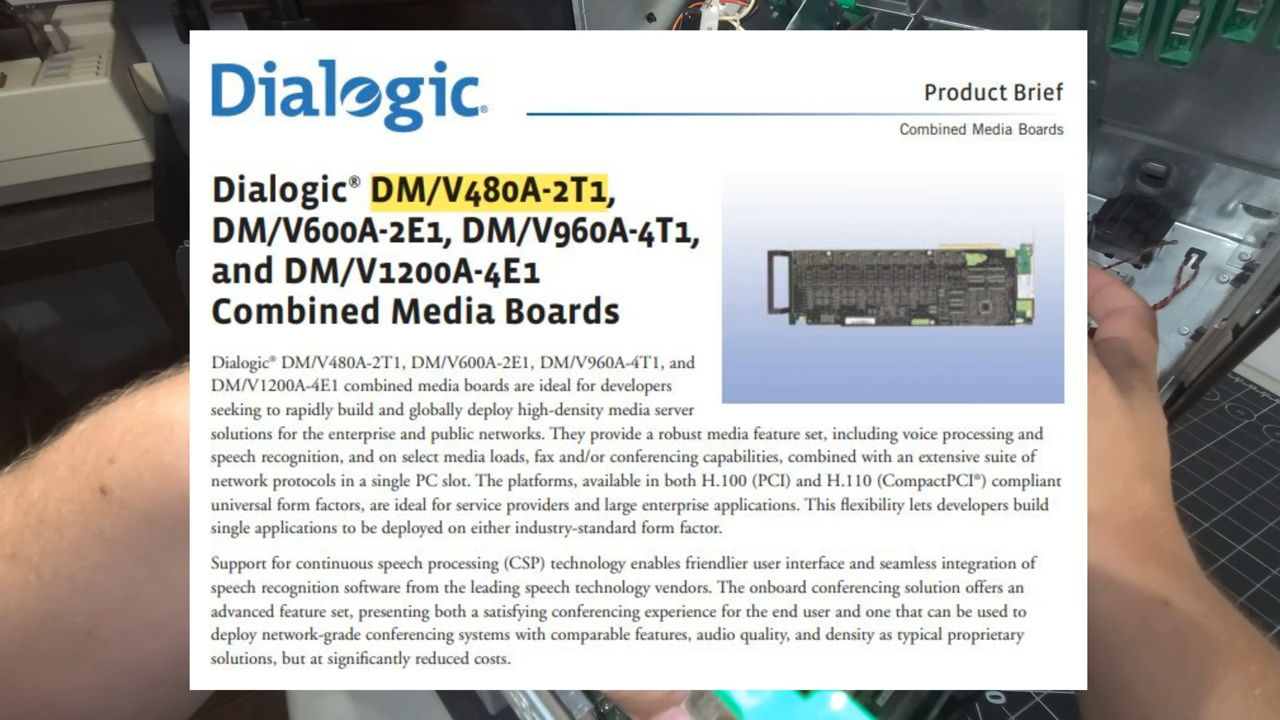 Dialogic®
Product Brief
Combined Media Boards
Dialogic® DM/V480A-2T1,
DM/V600A-2E1, DM/V960A-4T1,
and DM/V1200A-4E1
Combined Media Boards
Dialogic® DM/V480A-2T1, DM/V600A-2E1, DM/V960A-4T1, and
DM/V1200A-4E1 combined media boards are ideal for developers
seeking to rapidly build and globally deploy high-density media server
solutions for the enterprise and public networks. They provide a robust media feature set, including voice processing and
speech recognition, and on select media loads, fax and/or conferencing capabilities, combined with an extensive suite of
network protocols in a single PC slot. The platforms, available in both H.100 (PCI) and H.110 (CompactPCI®) compliant
universal form factors, are ideal for service providers and large enterprise applications. This flexibility lets developers build
single applications to be deployed on either industry-standard form factor.
Support for continuous speech processing (CSP) technology enables friendlier user interface and seamless integration of
speech recognition software from the leading speech technology vendors. The onboard conferencing solution offers an
advanced feature set, presenting both a satisfying conferencing experience for the end user and one that can be used to
deploy network-grade conferencing systems with comparable features, audio quality, and density as typical proprietary
solutions, but at significantly reduced costs.